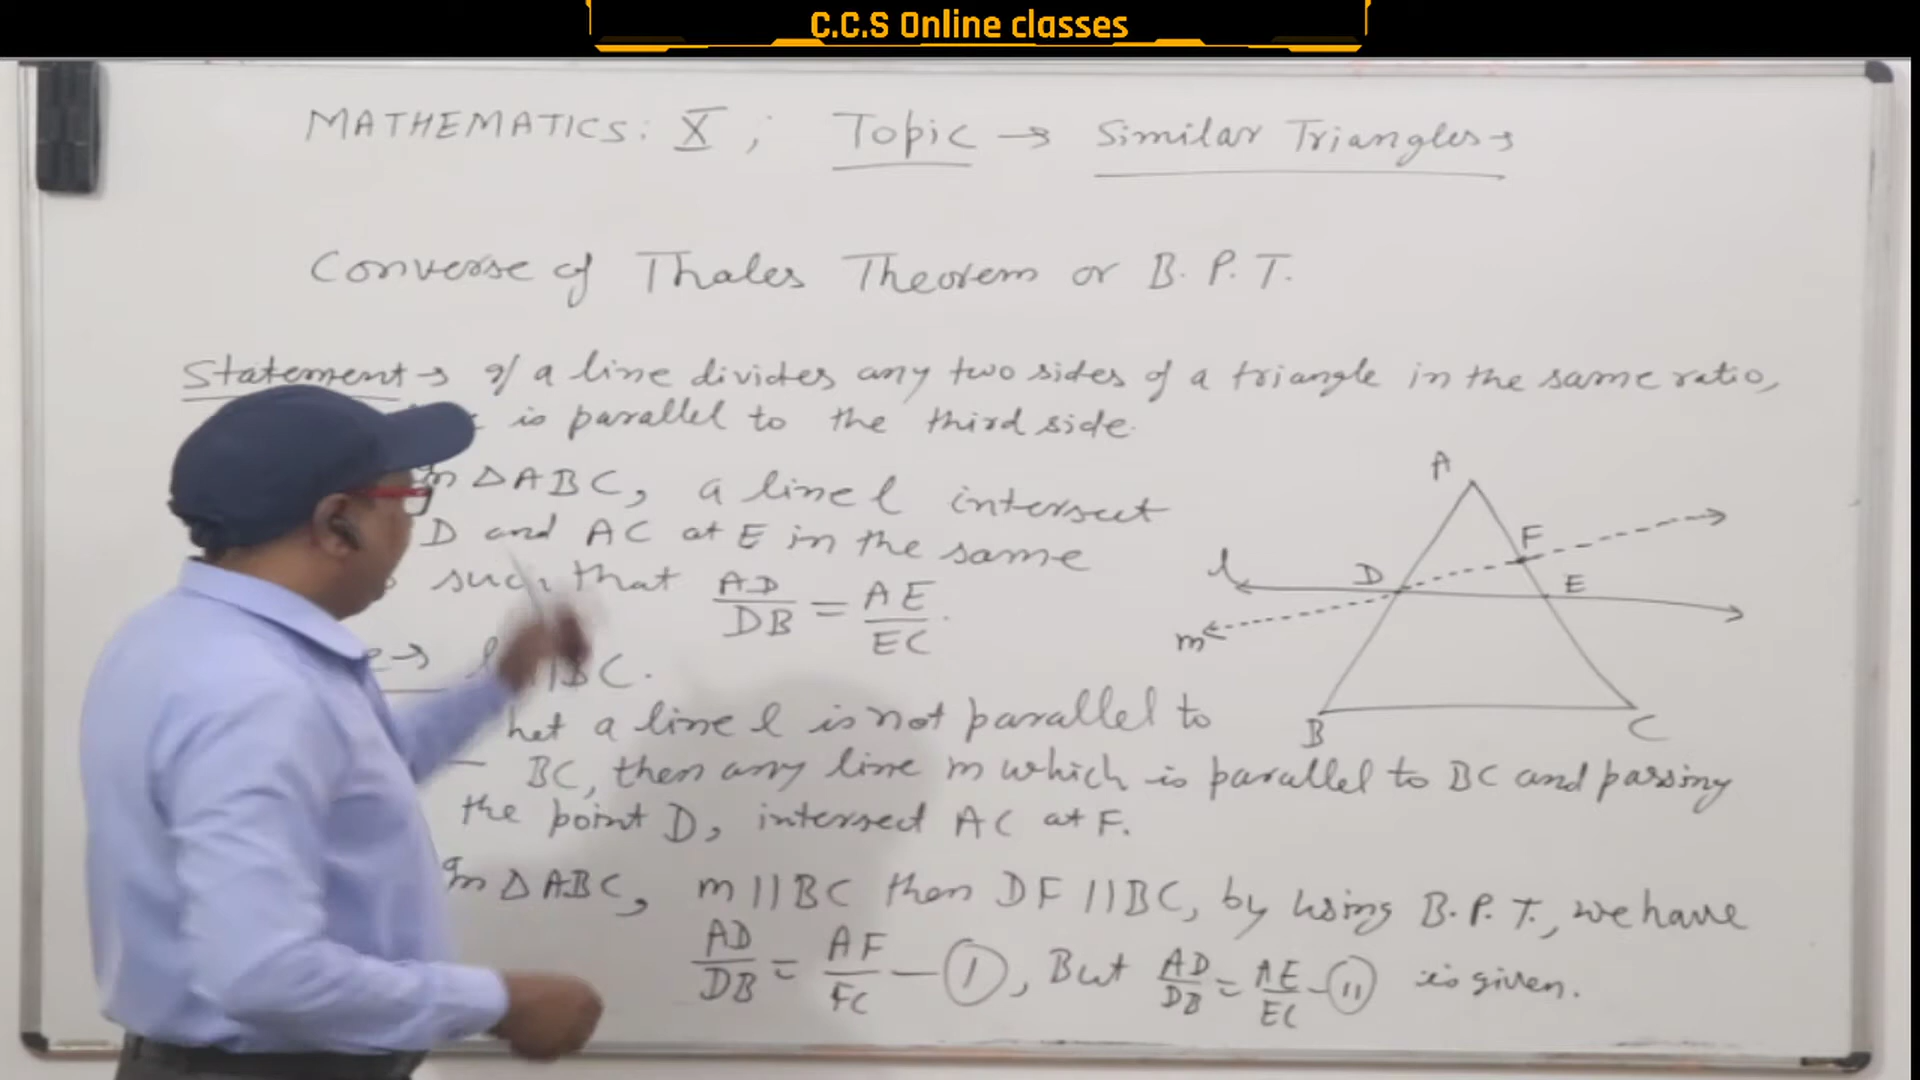 C.C.S Online classes
MATHEMATICS: X ; Topic → Similar Triangles →
Converse of Thales Theorem or B.P.T.
Statement → If a line divides any two sides of a triangle in the same ratio,
is parallel to the third side.
In △ABC, a line l intersect
D and AC at E in the same
such that AD/DB = AE/EC.
→ l || BC.
Let a line l is not parallel to
BC, then any line m which is parallel to BC and passing
the point D, intersect AC at F.
In △ABC, m || BC then DF || BC, by using B.P.T., we have
AD/DB = AF/FC — (I), But AD/DB = AE/EC — (II) is given.
A
F
l
D
E
m
B
C